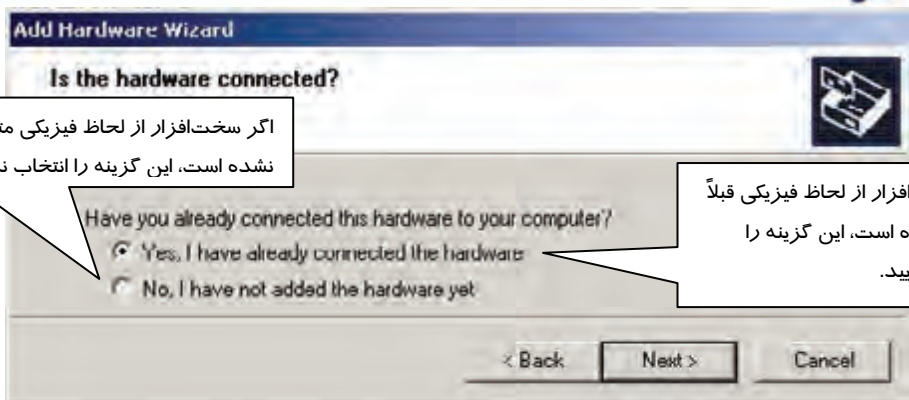 Add Hardware Wizard
Is the hardware connected?
اگر سخت‌افزار از لحاظ فیزیکی
نشده است، این گزینه را انتخاب
افزار از لحاظ فیزیکی قبلاً
است، این گزینه را
Have you already connected this hardware to your computer?
Yes, I have already connected the hardware
No, I have not added the hardware yet
< Back
Next >
Cancel